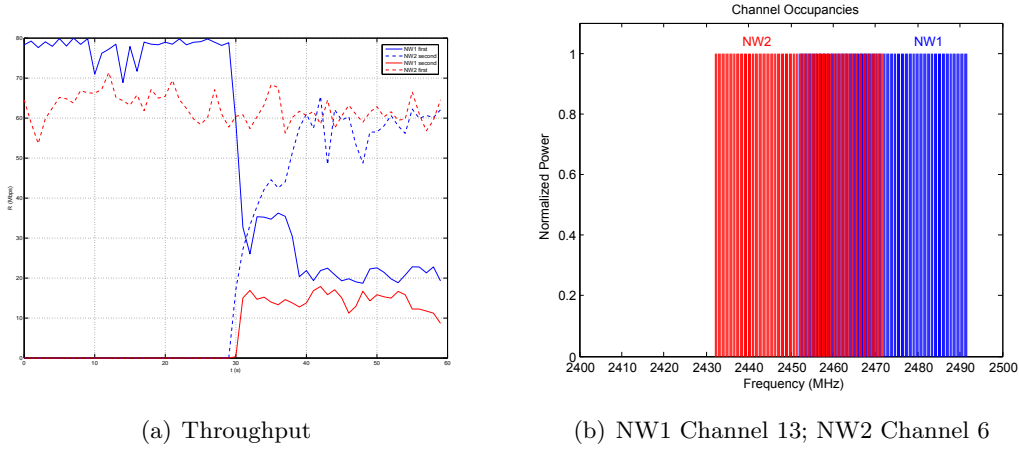 80
70
60
50
40
30
20
10
0
R (Mbps)
NW1 first
NW2 second
NW1 second
NW2 first
0 10 20 30 40 50 60
t (s)
(a) Throughput
Channel Occupancies
NW2 NW1
1
0.8
0.6
0.4
0.2
0
Normalized Power
2400 2410 2420 2430 2440 2450 2460 2470 2480 2490 2500
Frequency (MHz)
(b) NW1 Channel 13; NW2 Channel 6